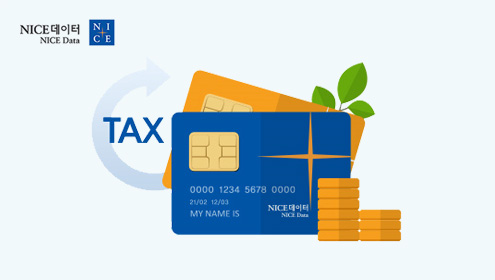 NICE데이터
NICE Data
N I
C E
TAX
0000 1234 5678 0000
21/02 12/03
MY NAME IS
NICE데이터
NICE Data